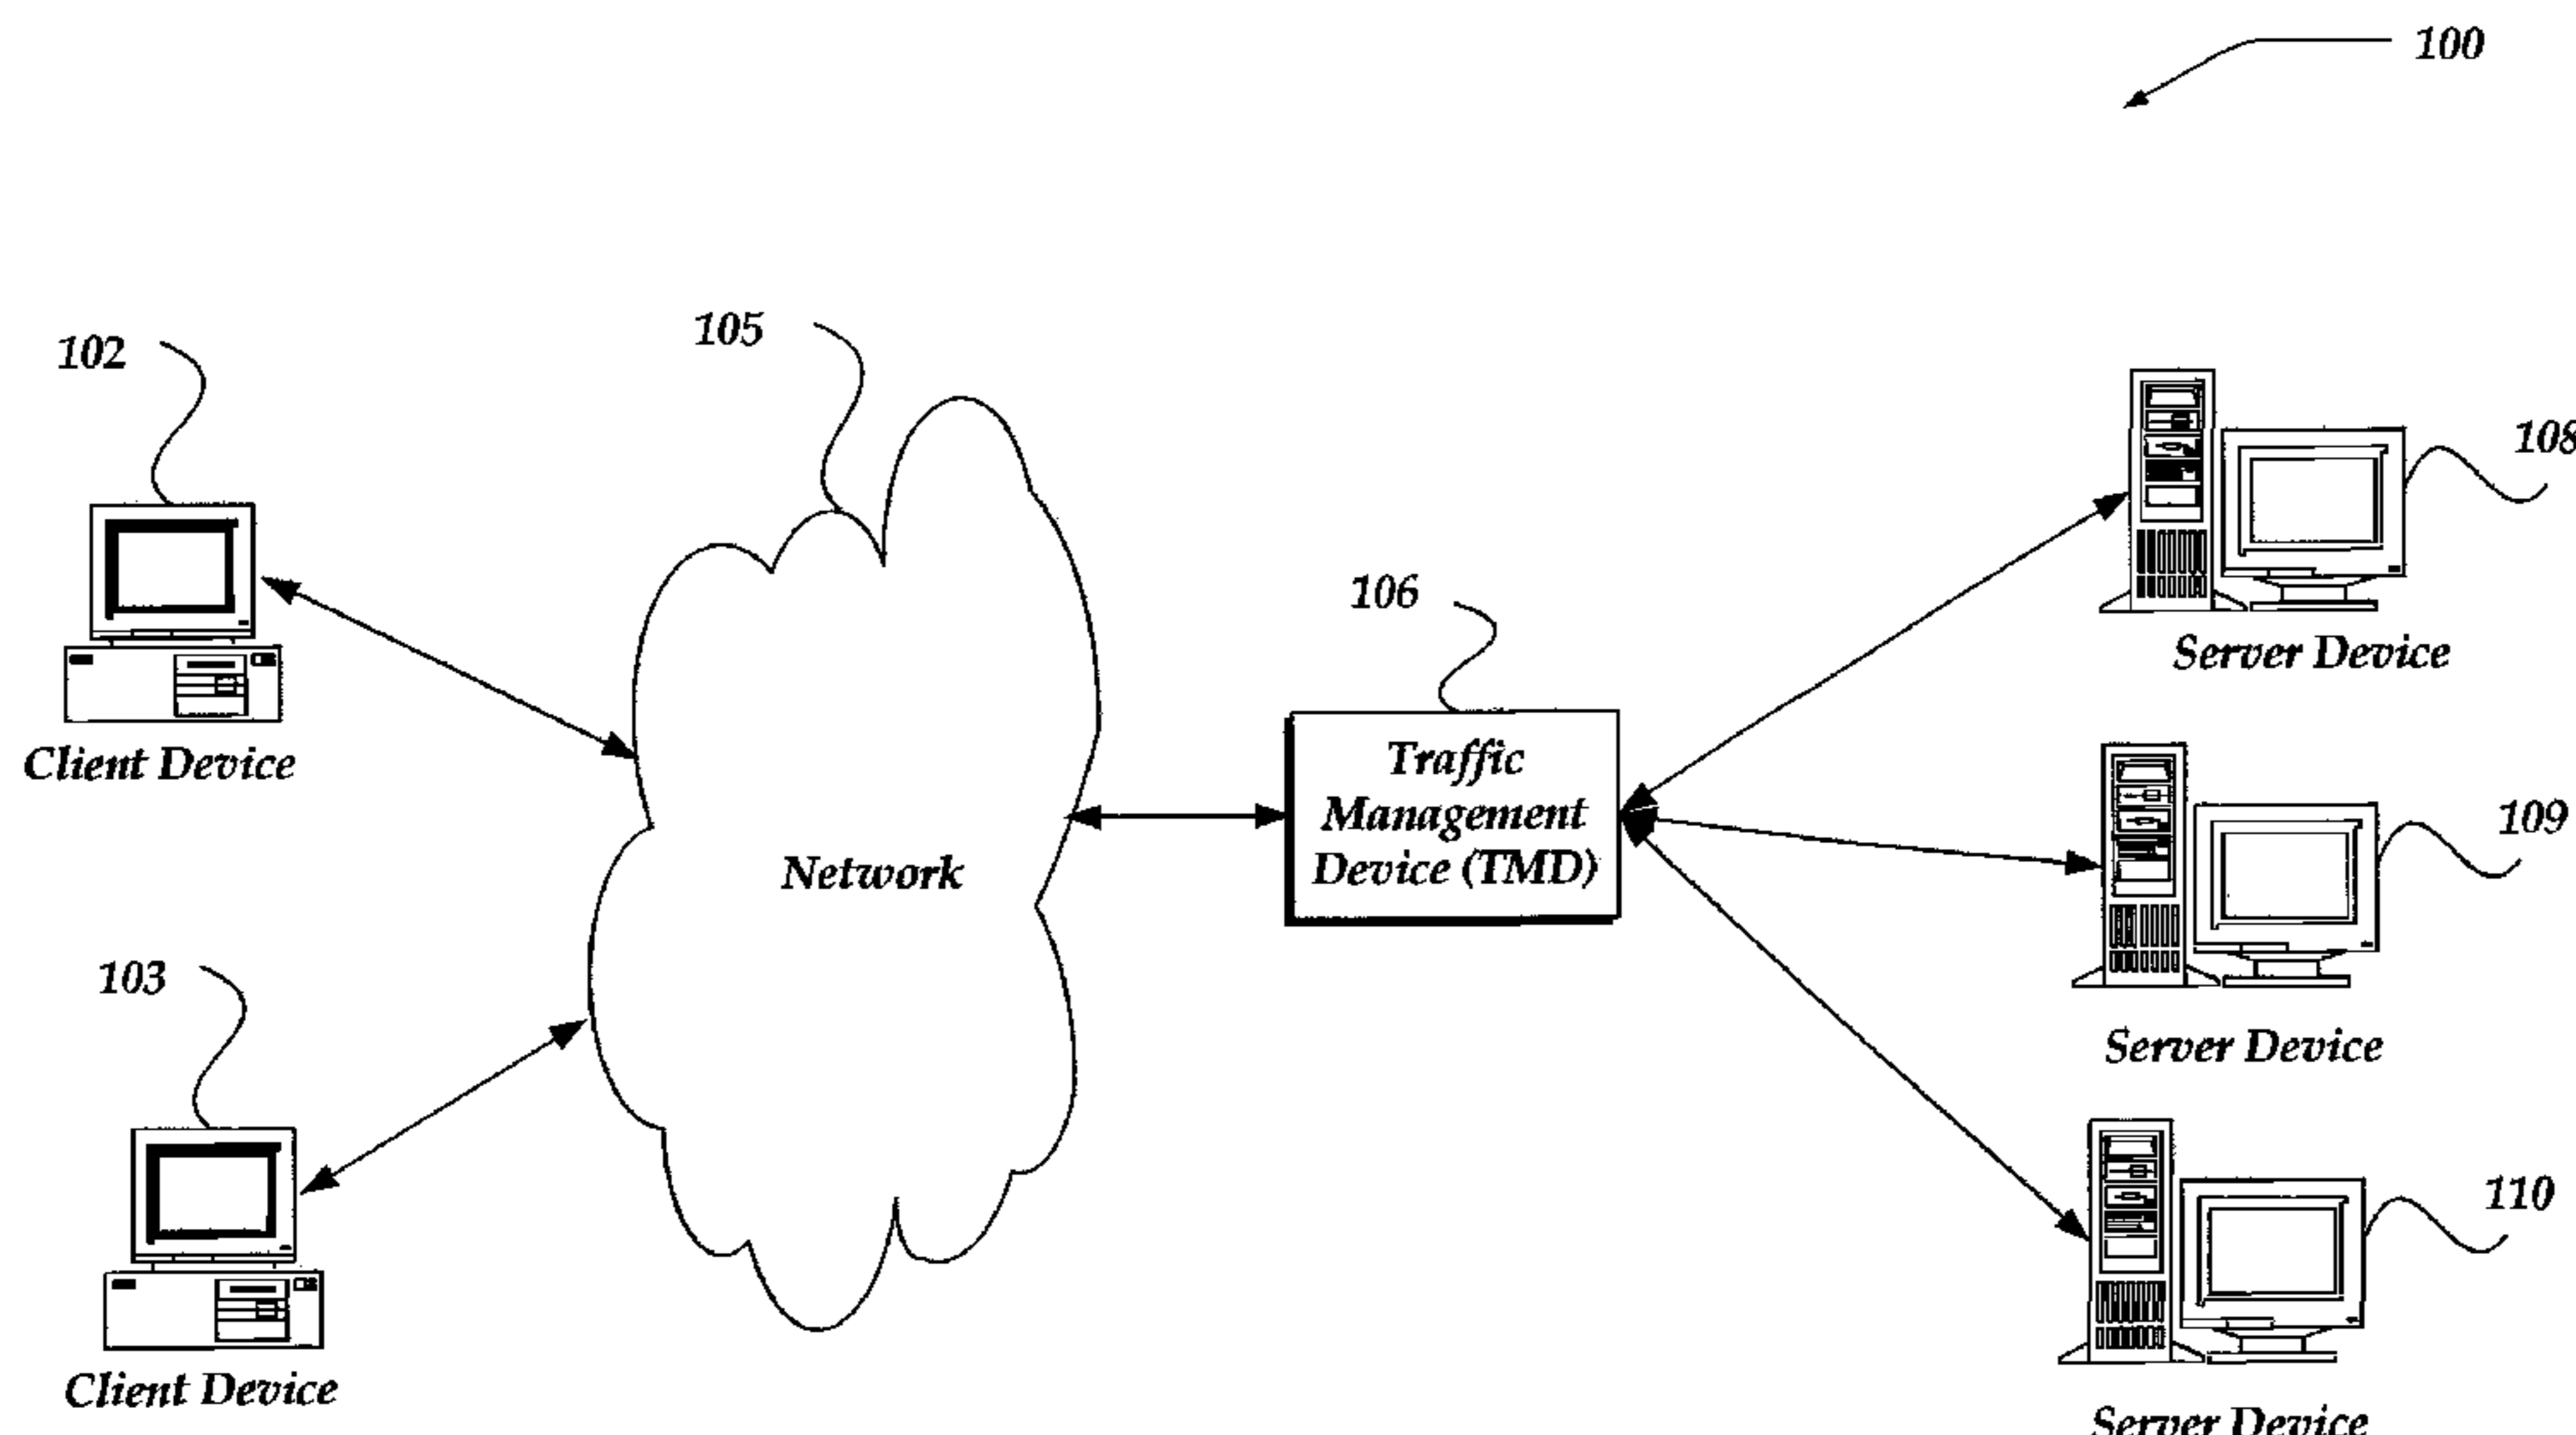 100
102
105
106
108
Server Device
Client Device
Traffic
Management
Device (TMD)
Network
109
103
Server Device
110
Client Device
Server Device